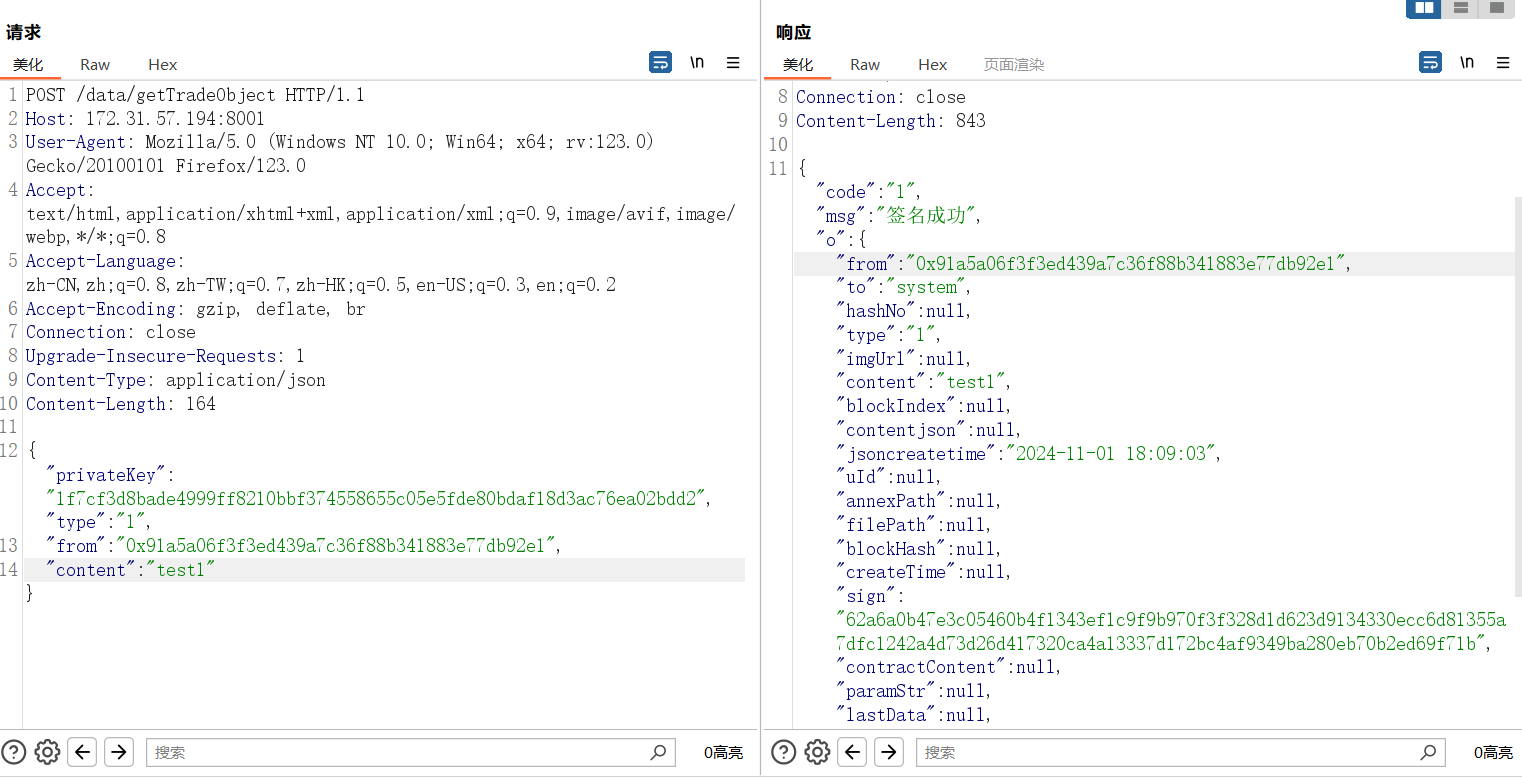 请求
美化 Raw Hex \n
1 POST /data/getTradeObject HTTP/1.1
2 Host: 172.31.57.194:8001
3 User-Agent: Mozilla/5.0 (Windows NT 10.0; Win64; x64; rv:123.0)
Gecko/20100101 Firefox/123.0
4 Accept:
text/html,application/xhtml+xml,application/xml;q=0.9,image/avif,image/
webp,*/*;q=0.8
5 Accept-Language:
zh-CN,zh;q=0.8,zh-TW;q=0.7,zh-HK;q=0.5,en-US;q=0.3,en;q=0.2
6 Accept-Encoding: gzip, deflate, br
7 Connection: close
8 Upgrade-Insecure-Requests: 1
9 Content-Type: application/json
10 Content-Length: 164
11
12 {
"privateKey":
"1f7cf3d8bade4999ff8210bbf374558655c05e5fde80bdaf18d3ac76ea02bdd2",
"type":"1",
13 "from":"0x91a5a06f3f3ed439a7c36f88b341883e77db92e1",
14 "content":"test1"
}
搜索
0高亮
响应
美化 Raw Hex 页面渲染 \n
8 Connection: close
9 Content-Length: 843
10
11 {
"code":"1",
"msg":"签名成功",
"o":{
"from":"0x91a5a06f3f3ed439a7c36f88b341883e77db92e1",
"to":"system",
"hashNo":null,
"type":"1",
"imgUrl":null,
"content":"test1",
"blockIndex":null,
"contentjson":null,
"jsoncreatetime":"2024-11-01 18:09:03",
"uId":null,
"annexPath":null,
"filePath":null,
"blockHash":null,
"createTime":null,
"sign":
"62a6a0b47e3c05460b4f1343ef1c9f9b970f3f328d1d623d9134330ecc6d81355a
7dfc1242a4d73d26d417320ca4a13337d172bc4af9349ba280eb70b2ed69f71b",
"contractContent":null,
"paramStr":null,
"lastData":null,
搜索
0高亮